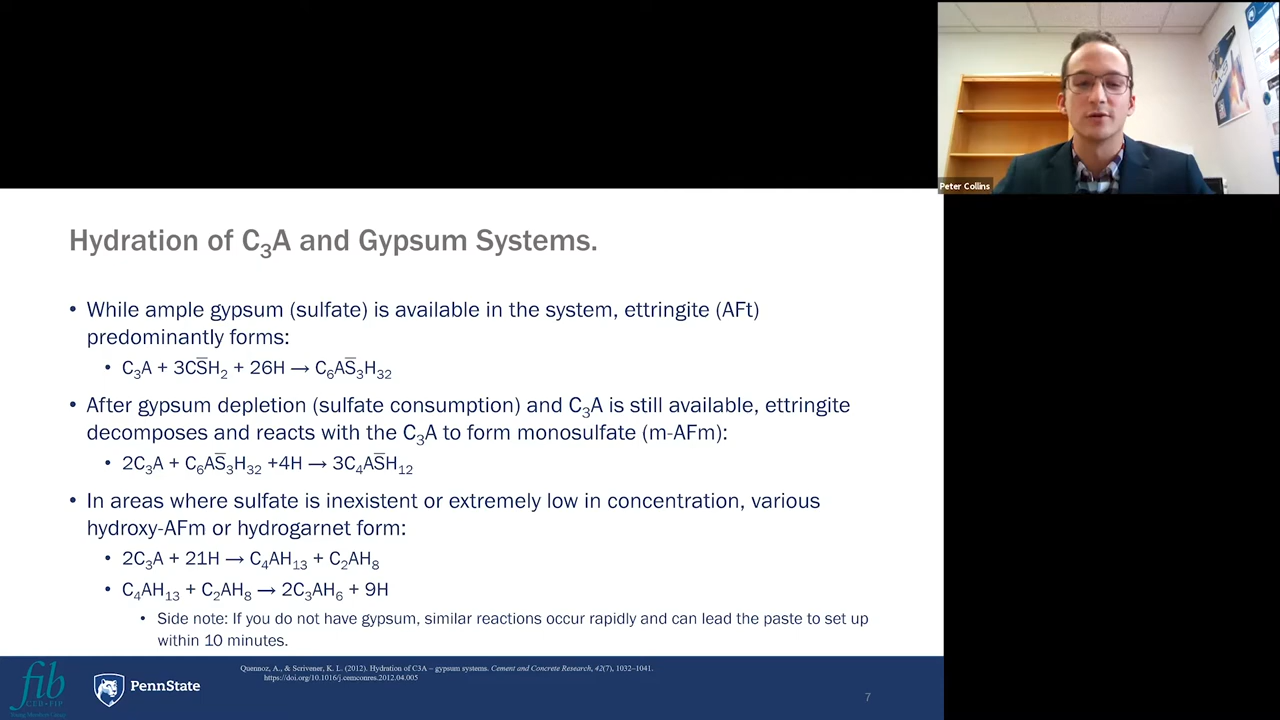 Peter Collins
Hydration of C₃A and Gypsum Systems.
• While ample gypsum (sulfate) is available in the system, ettringite (AFt)
predominantly forms:
• C₃A + 3CS̅H₂ + 26H → C₆AS̅₃H₃₂
• After gypsum depletion (sulfate consumption) and C₃A is still available, ettringite
decomposes and reacts with the C₃A to form monosulfate (m-AFm):
• 2C₃A + C₆AS̅₃H₃₂ +4H → 3C₄AS̅H₁₂
• In areas where sulfate is inexistent or extremely low in concentration, various
hydroxy-AFm or hydrogarnet form:
• 2C₃A + 21H → C₄AH₁₃ + C₂AH₈
• C₄AH₁₃ + C₂AH₈ → 2C₃AH₆ + 9H
• Side note: If you do not have gypsum, similar reactions occur rapidly and can lead the paste to set up
within 10 minutes.
Quennoz, A., & Scrivener, K. L. (2012). Hydration of C3A – gypsum systems. Cement and Concrete Research, 42(7), 1032–1041.
https://doi.org/10.1016/j.cemconres.2012.04.005
fib
CEB-FIP
PennState
7